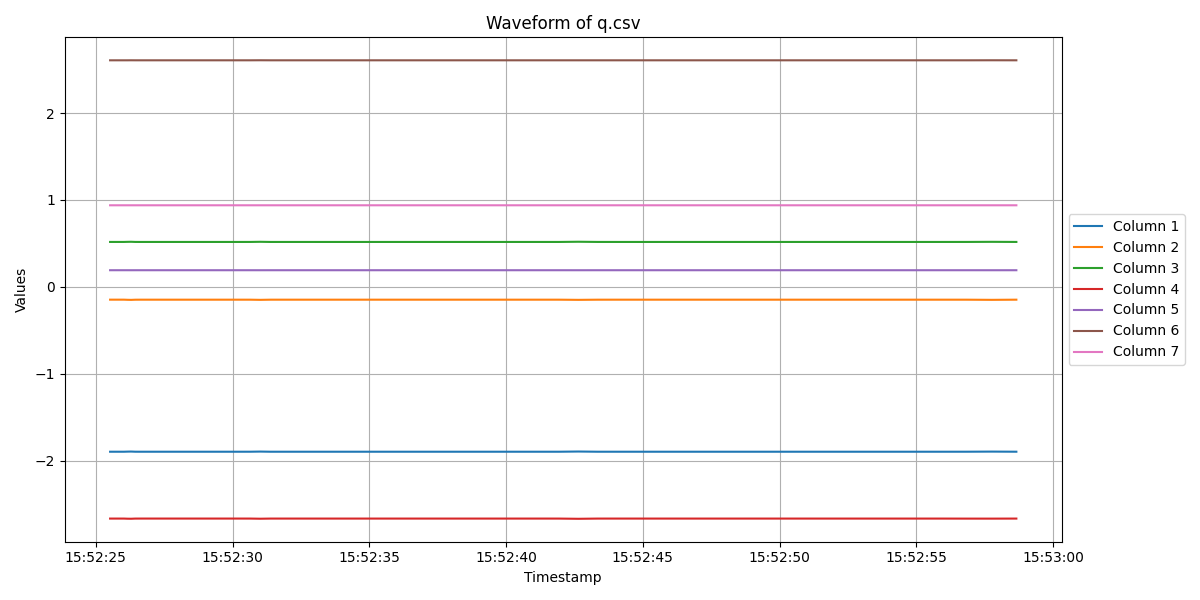 Waveform of q.csv
Values
2
1
0
−1
−2
15:52:25
15:52:30
15:52:35
15:52:40
15:52:45
15:52:50
15:52:55
15:53:00
Timestamp
Column 1
Column 2
Column 3
Column 4
Column 5
Column 6
Column 7